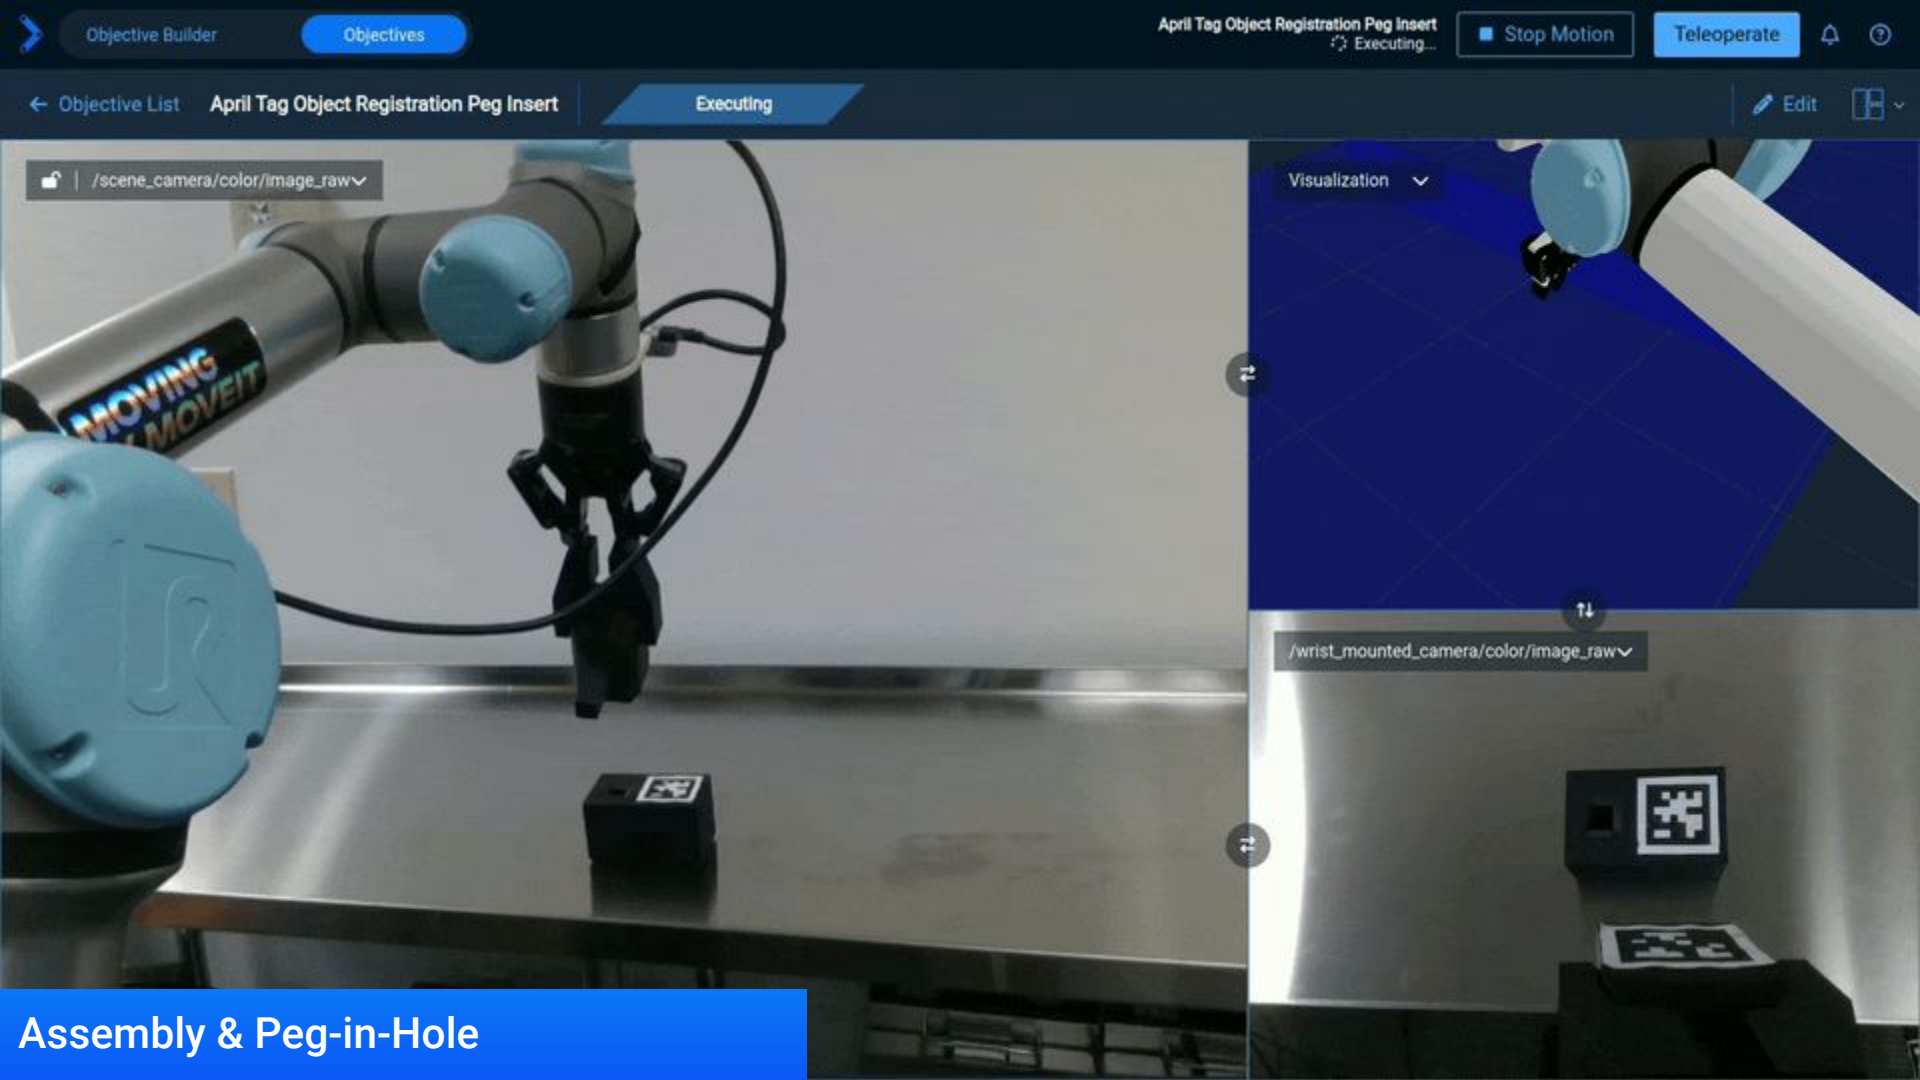 Objective Builder
Objectives
April Tag Object Registration Peg Insert
Executing...
Stop Motion
Teleoperate
Objective List
April Tag Object Registration Peg Insert
Executing
Edit
/scene_camera/color/image_raw
Visualization
MOVING
MOVEIT
/wrist_mounted_camera/color/image_raw
Assembly & Peg-in-Hole